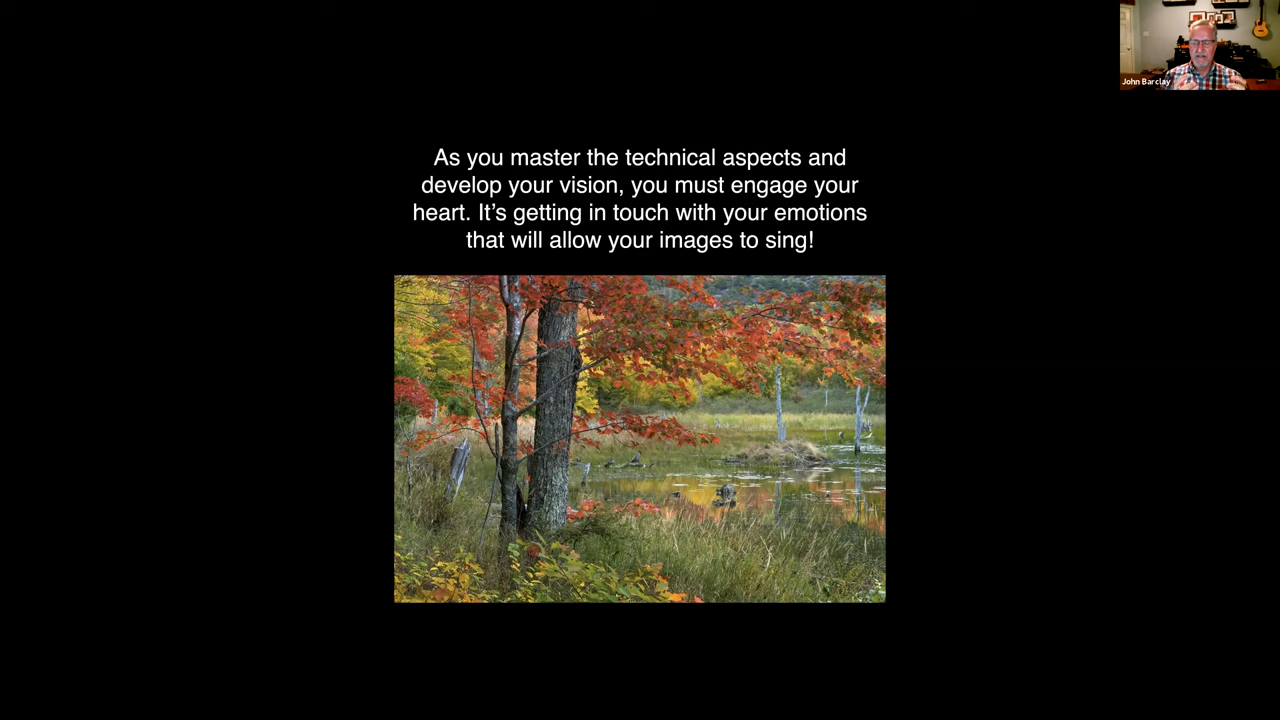 John Barclay
As you master the technical aspects and
develop your vision, you must engage your
heart. It’s getting in touch with your emotions
that will allow your images to sing!